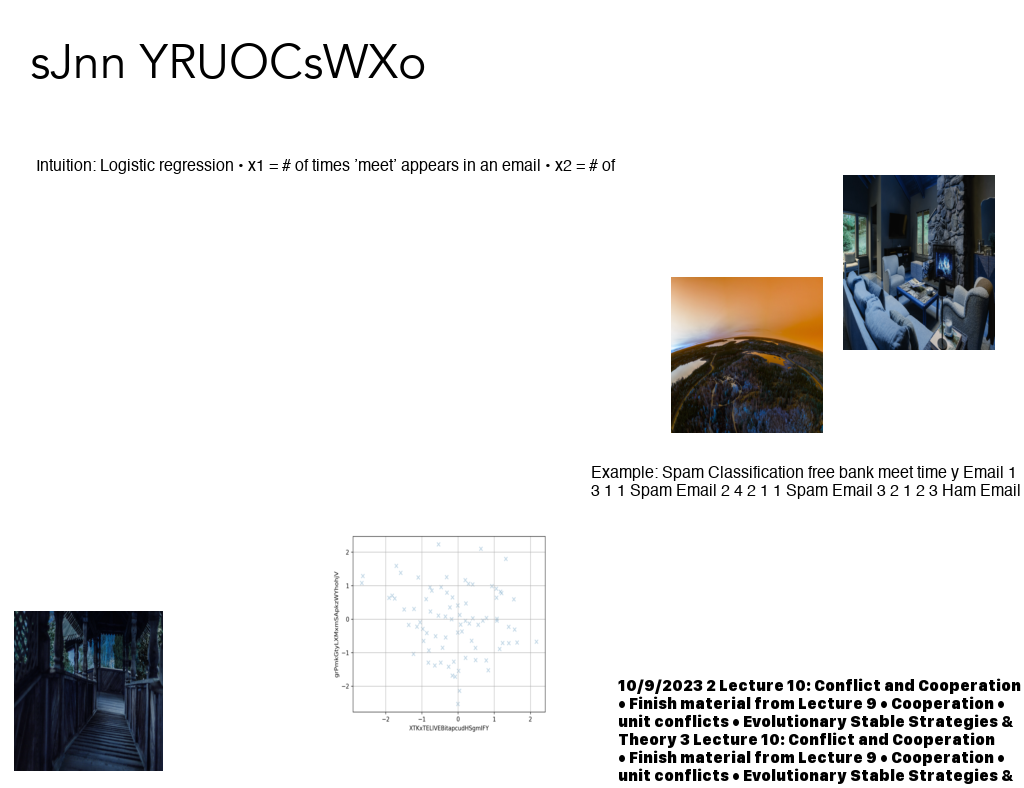 sJnn YRUOCsWXo
Intuition: Logistic regression • x1 = # of times ’meet’ appears in an email • x2 = # of
Example: Spam Classification free bank meet time y Email 1
3 1 1 Spam Email 2 4 2 1 1 Spam Email 3 2 1 2 3 Ham Email
2
1
0
−1
−2
−2 −1 0 1 2
10/9/2023 2 Lecture 10: Conflict and Cooperation
• Finish material from Lecture 9 • Cooperation •
unit conflicts • Evolutionary Stable Strategies &
Theory 3 Lecture 10: Conflict and Cooperation
• Finish material from Lecture 9 • Cooperation •
unit conflicts • Evolutionary Stable Strategies &